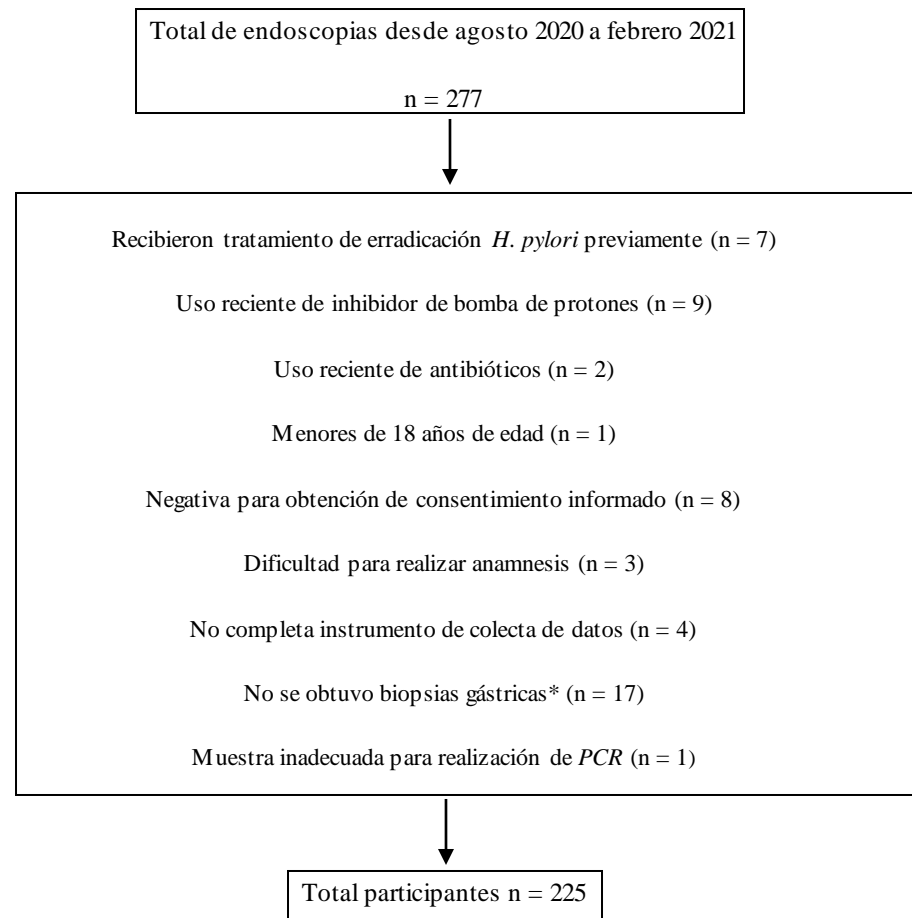 Total de endoscopias desde agosto 2020 a febrero 2021
n = 277
Recibieron tratamiento de erradicación H. pylori previamente (n = 7)
Uso reciente de inhibidor de bomba de protones (n = 9)
Uso reciente de antibióticos (n = 2)
Menores de 18 años de edad (n = 1)
Negativa para obtención de consentimiento informado (n = 8)
Dificultad para realizar anamnesis (n = 3)
No completa instrumento de colecta de datos (n = 4)
No se obtuvo biopsias gástricas* (n = 17)
Muestra inadecuada para realización de PCR (n = 1)
Total participantes n = 225